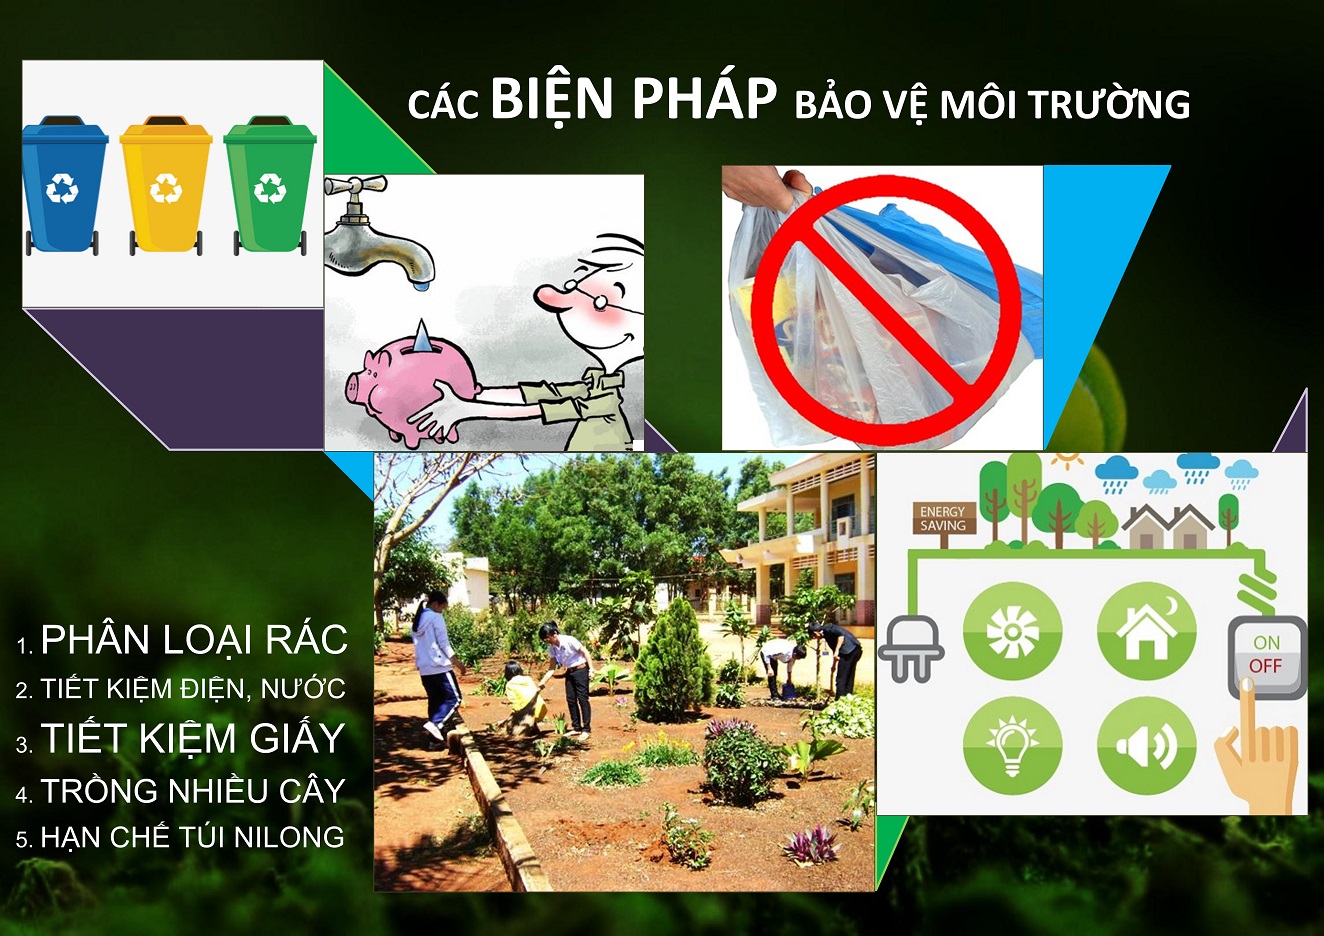 CÁC BIỆN PHÁP BẢO VỆ MÔI TRƯỜNG
ENERGY
SAVING
ON
OFF
1. PHÂN LOẠI RÁC
2. TIẾT KIỆM ĐIỆN, NƯỚC
3. TIẾT KIỆM GIẤY
4. TRỒNG NHIỀU CÂY
5. HẠN CHẾ TÚI NILONG